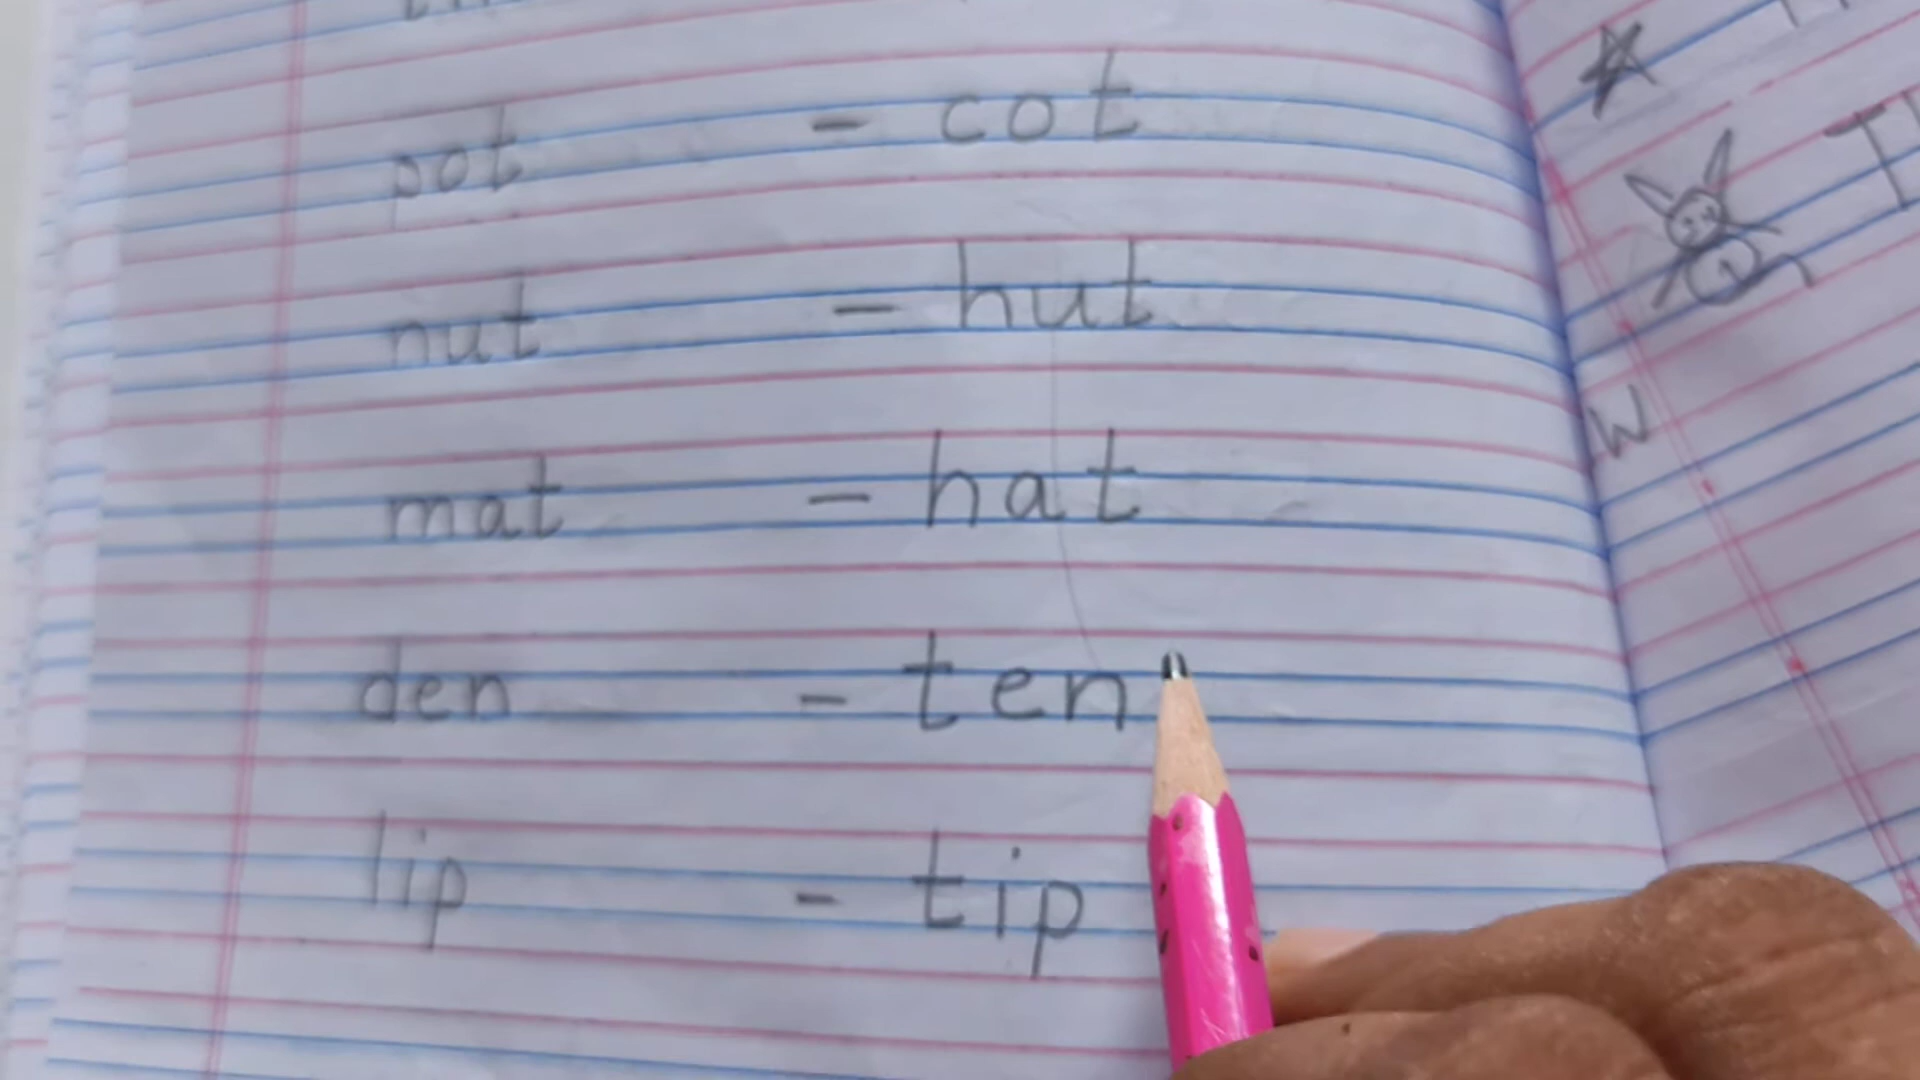 pot - cot
nut - hut
mat - hat
den - ten
lip - tip
W